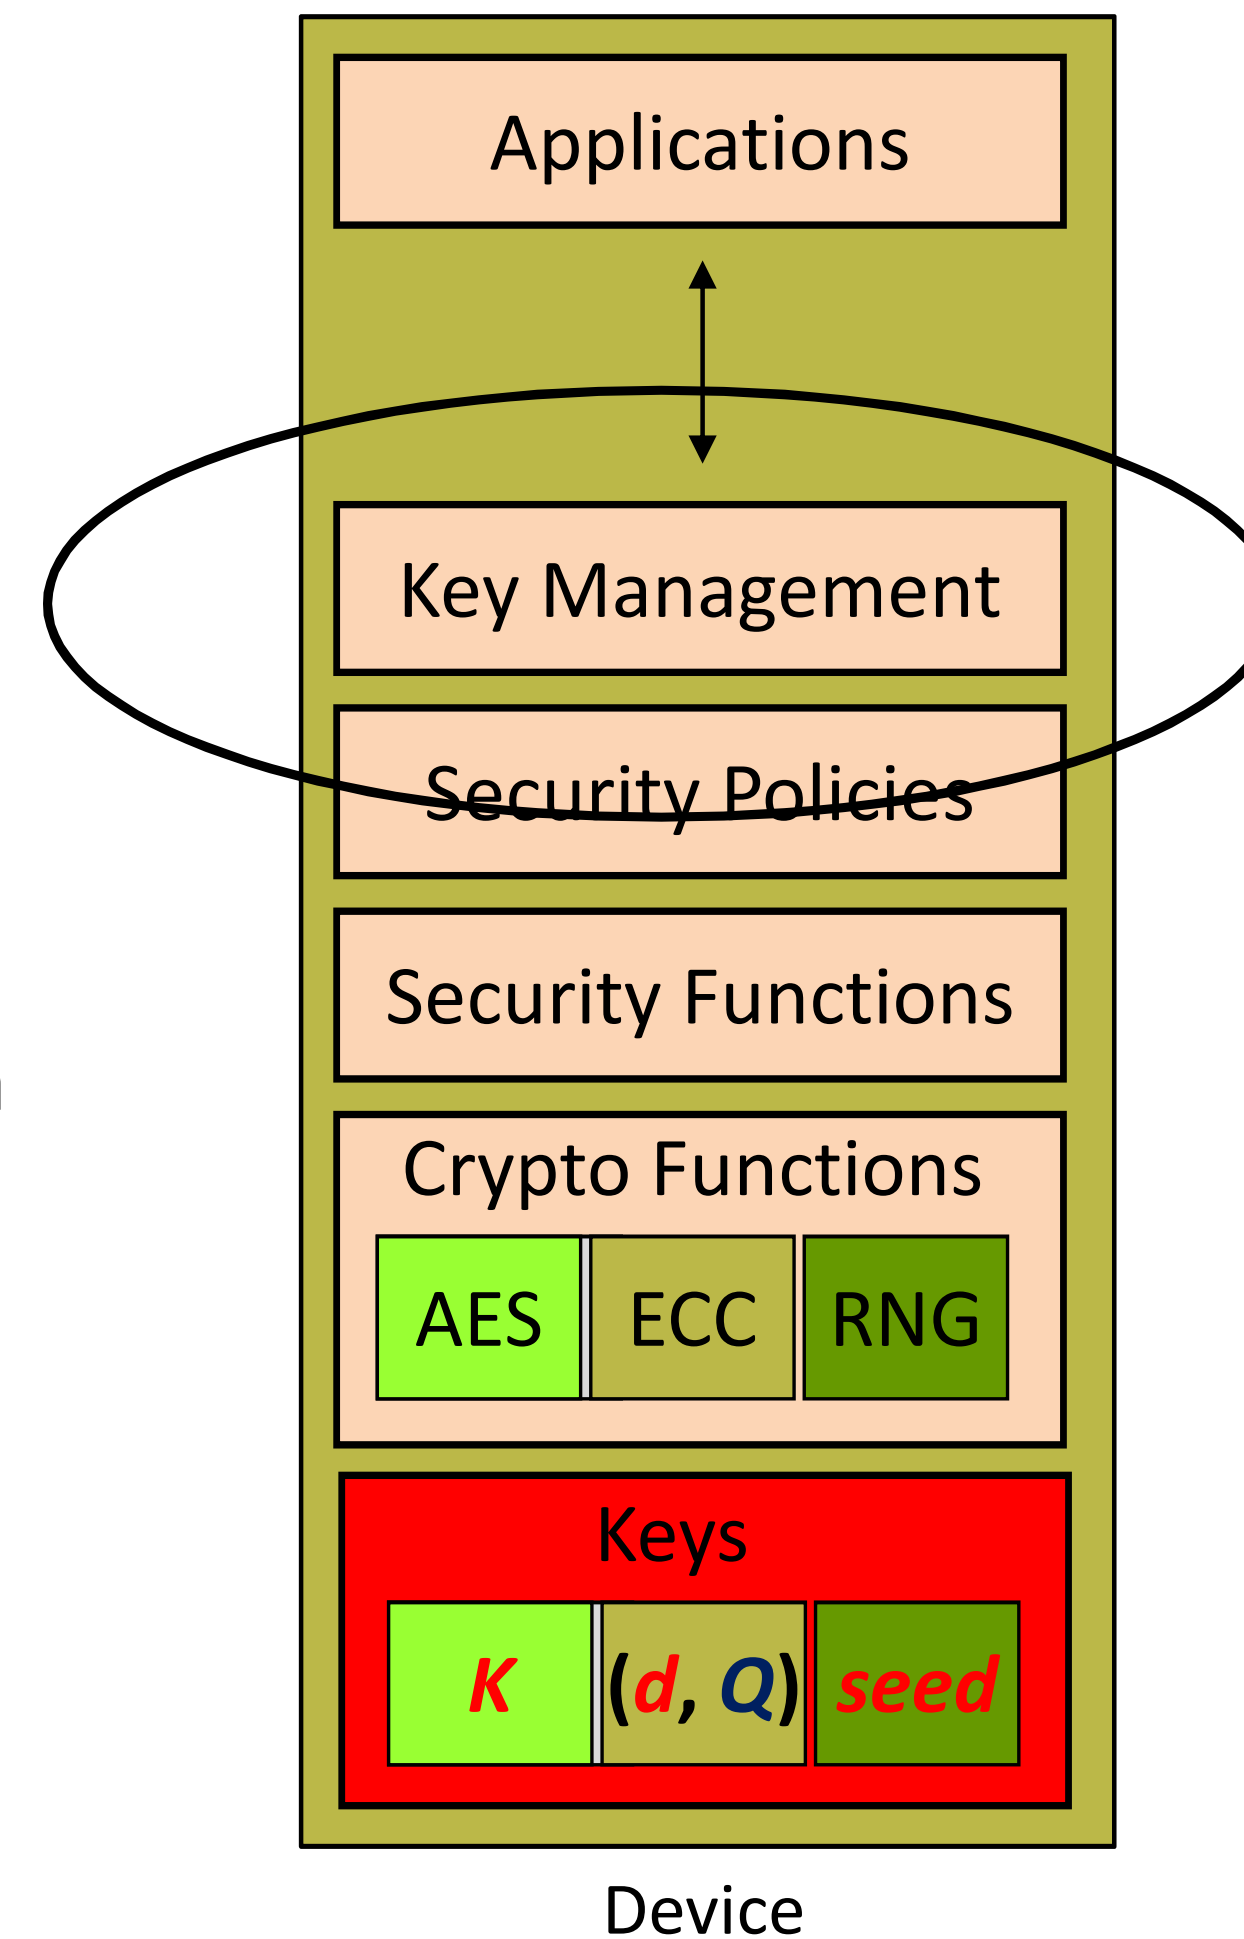 Applications
Key Management
Security Policies
Security Functions
Crypto Functions
AES ECC RNG
Keys
K (d, Q) seed
Device